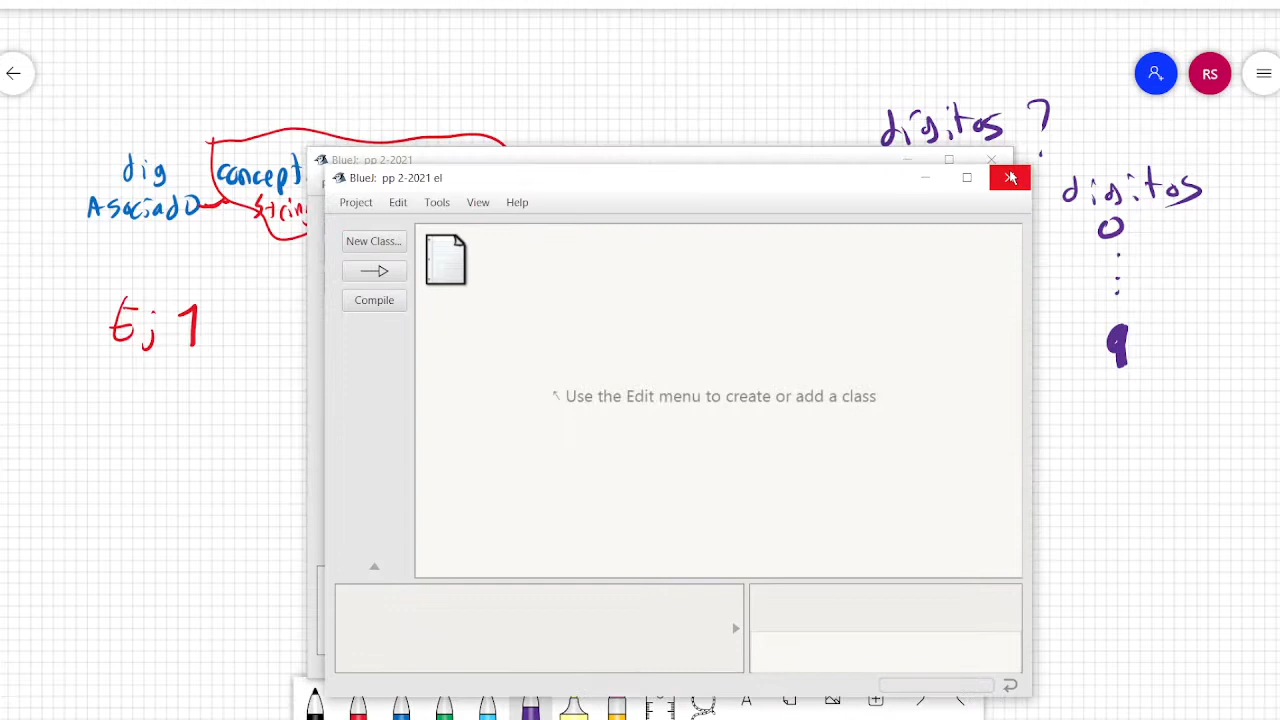 RS
digitos ?
BlueJ: pp 2-2021
dig concept
BlueJ: pp 2-2021 el
digitos
Project Edit Tools View Help
Asociado String
0
New Class...
Compile
Ej 1
9
Use the Edit menu to create or add a class
A